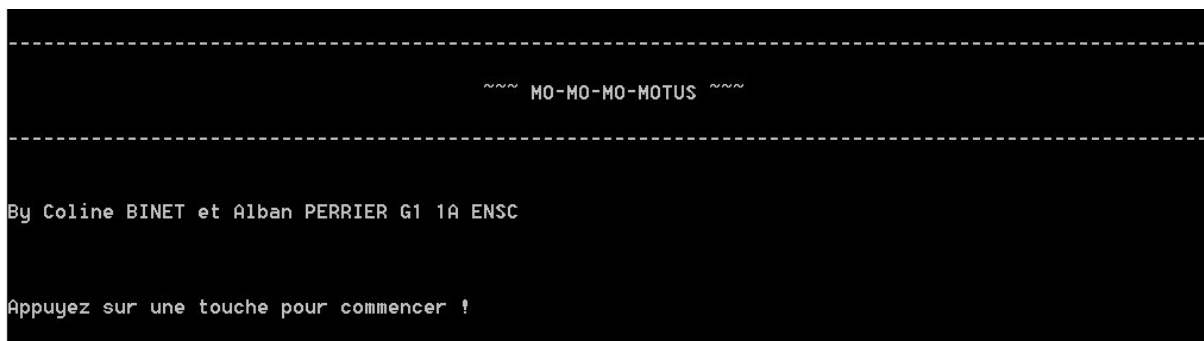 ~~~ MO-MO-MO-MOTUS ~~~
By Coline BINET et Alban PERRIER G1 1A ENSC
Appuyez sur une touche pour commencer !